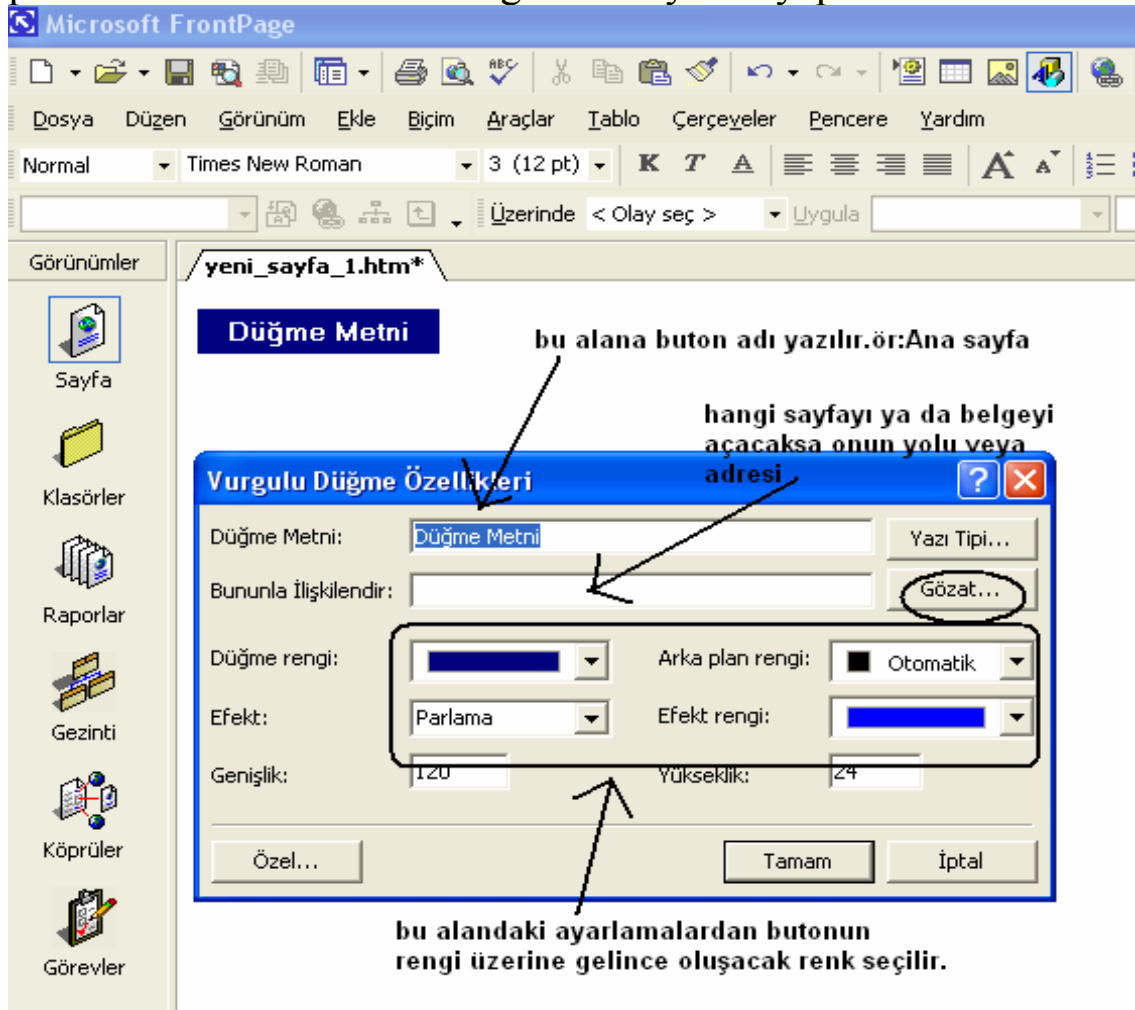 Microsoft FrontPage
Dosya Düzen Görünüm Ekle Biçim Araçlar Tablo Çerçeveler Pencere Yardım
Normal Times New Roman 3 (12 pt) K T A A A
Üzerinde < Olay seç > Uygula
Görünümler yeni_sayfa_1.htm*
Düğme Metni
bu alana buton adı yazılır.ör:Ana sayfa
Sayfa
hangi sayfayı ya da belgeyi
açacaksa onun yolu veya
adresi
Vurgulu Düğme Özellikleri
Klasörler
Düğme Metni: Düğme Metni Yazı Tipi...
Bununla İlişkilendir: Gözat...
Raporlar
Düğme rengi: Arka plan rengi: Otomatik
Efekt: Parlama Efekt rengi:
Gezinti
Genişlik: 120 Yükseklik: 24
Köprüler
Özel... Tamam İptal
bu alandaki ayarlamalardan butonun
rengi üzerine gelince oluşacak renk seçilir.
Görevler